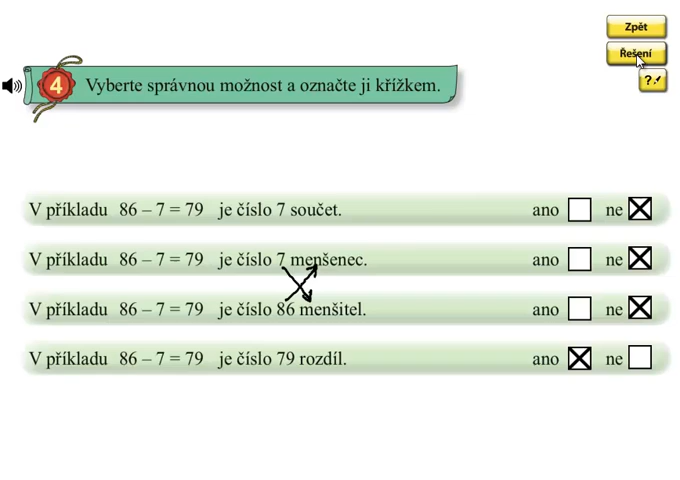 Zpět
Řešení
?
4 Vyberte správnou možnost a označte ji křížkem.
V příkladu 86 – 7 = 79 je číslo 7 součet. ano ne
V příkladu 86 – 7 = 79 je číslo 7 menšenec. ano ne
V příkladu 86 – 7 = 79 je číslo 86 menšitel. ano ne
V příkladu 86 – 7 = 79 je číslo 79 rozdíl. ano ne